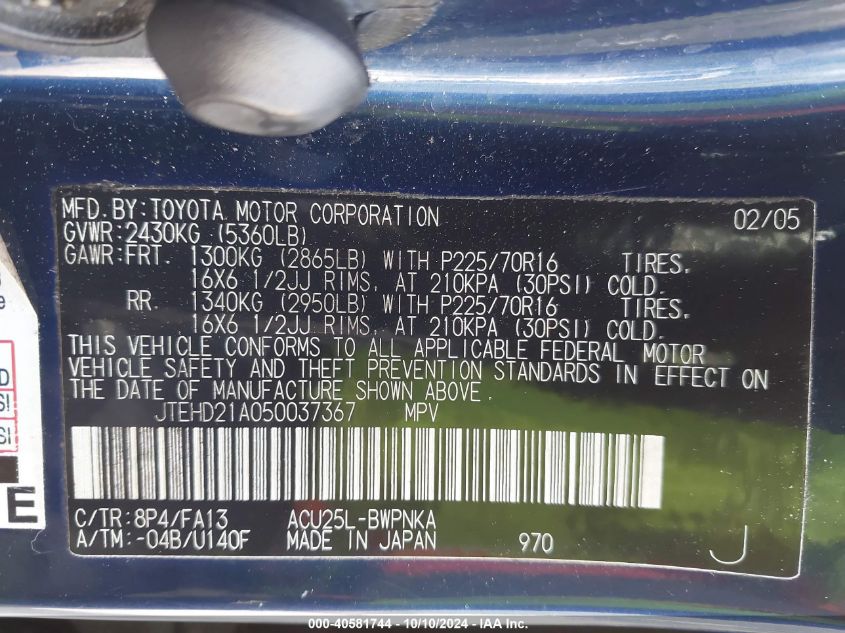 MFD.BY:TOYOTA MOTOR CORPORATION 02/05
GVWR:2430KG (5360LB)
GAWR:FRT. 1300KG (2865LB) WITH P225/70R16 TIRES.
16X6 1/2JJ RIMS. AT 210KPA (30PSI) COLD.
RR. 1340KG (2950LB) WITH P225/70R16 TIRES.
16X6 1/2JJ RIMS. AT 210KPA (30PSI) COLD.
THIS VEHICLE CONFORMS TO ALL APPLICABLE FEDERAL MOTOR
VEHICLE SAFETY AND THEFT PREVENTION STANDARDS IN EFFECT ON
THE DATE OF MANUFACTURE SHOWN ABOVE.
JTEHD21A050037367 MPV
C/TR:8P4/FA13 ACU25L-BWPNKA
A/TM:-04B/U140F MADE IN JAPAN 970 J
E
000-40581744 - 10/10/2024 - IAA Inc.